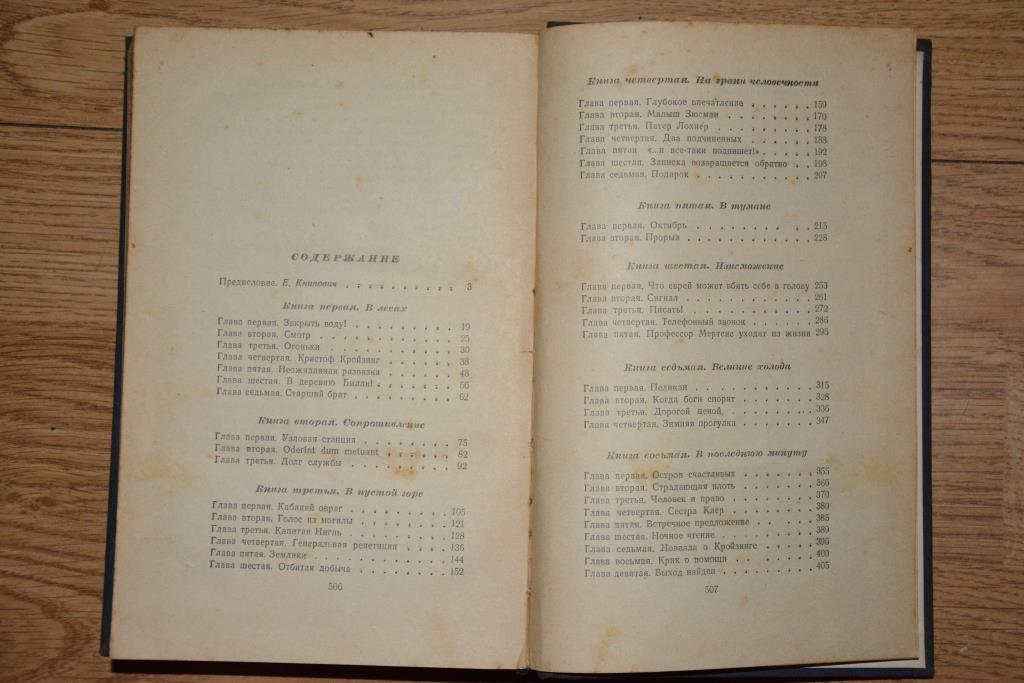 СОДЕРЖАНИЕ
Предисловие. Е. Книпович . . . . . . . . . . 3
Книга первая. В лесах
Глава первая. Закрыть воду! . . . . . . . . . 19
Глава вторая. Смотр . . . . . . . . . . . 25
Глава третья. Огоньки . . . . . . . . . . 30
Глава четвертая. Кристоф Кройзинг . . . . . . . 38
Глава пятая. Неожиданная развязка . . . . . . . 48
Глава шестая. В деревню Билли! . . . . . . . . 56
Глава седьмая. Старший брат . . . . . . . . . 62
Книга вторая. Сопротивление
Глава первая. Узловая станция . . . . . . . . 75
Глава вторая. Oderint dum metuant . . . . . . 82
Глава третья. Долг службы . . . . . . . . . 92
Книга третья. В пустой горе
Глава первая. Кабаний овраг . . . . . . . . 105
Глава вторая. Голос из могилы . . . . . . . . 121
Глава третья. Капитан Нигль . . . . . . . . 128
Глава четвертая. Генеральная репетиция . . . . . 136
Глава пятая. Земляки . . . . . . . . . . . 144
Глава шестая. Отбитая добыча . . . . . . . . 152
506
Книга четвертая. На грани человечности
Глава первая. Глубокое впечатление . . . . . . 159
Глава вторая. Малыш Зюсман . . . . . . . . 170
Глава третья. Патер Лохнер . . . . . . . . . 178
Глава четвертая. Два подчиненных . . . . . . . 188
Глава пятая. «...и все-таки подпишет!» . . . . . 192
Глава шестая. Записка возвращается обратно . . 198
Глава седьмая. Подарок . . . . . . . . . . 207
Книга пятая. В тумане
Глава первая. Октябрь . . . . . . . . . . 215
Глава вторая. Прорыв . . . . . . . . . . . 228
Книга шестая. Изнеможение
Глава первая, Что еврей может вбить себе в голову 253
Глава вторая. Сигнал . . . . . . . . . . . 261
Глава третья. Писать! . . . . . . . . . . 272
Глава четвертая. Телефонный звонок . . . . . . 286
Глава пятая. Профессор Мертенс уходит из жизни 295
Книга седьмая. Великие холода
Глава первая. Пеликан . . . . . . . . . . 315
Глава вторая. Когда боги спорят . . . . . . . 328
Глава третья. Дорогой пеной . . . . . . . . 336
Глава четвертая. Зимняя прогулка . . . . . . . 347
Книга восьмая. В последнюю минуту
Глава первая. Остров счастливых . . . . . . . 355
Глава вторая. Страдающая плоть . . . . . . . 366
Глава третья. Человек и право . . . . . . . . 370
Глава четвертая. Сестра Клер . . . . . . . . 380
Глава пятая. Встречное предложение . . . . . . 385
Глава шестая. Ночное чтение . . . . . . . . 389
Глава седьмая. Новелла о Кройзинге . . . . . . 396
Глава восьмая. Крик о помощи . . . . . . . . 400
Глава девятая. Выход найден . . . . . . . . 405
507